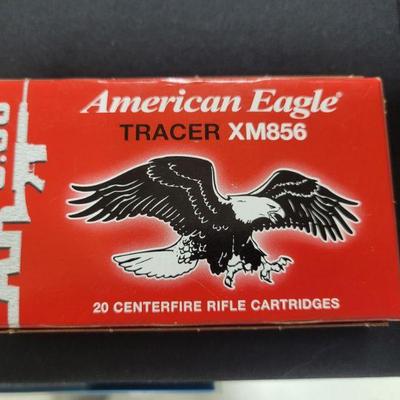 American Eagle®
TRACER XM856
20 CENTERFIRE RIFLE CARTRIDGES